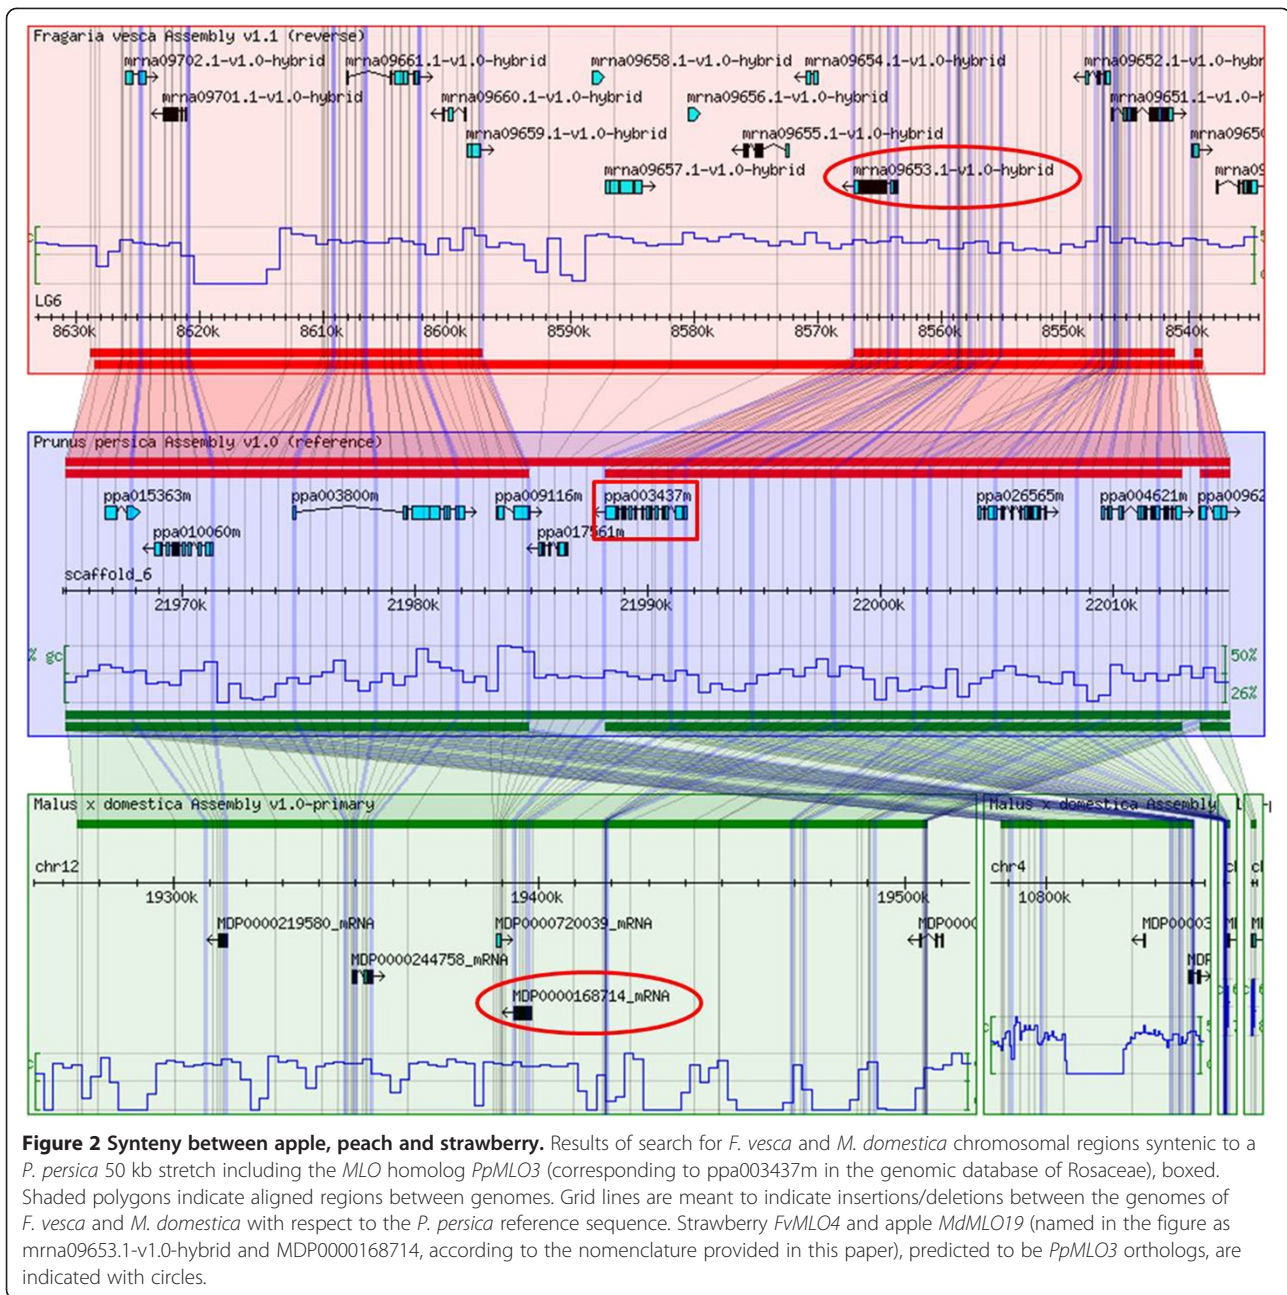 Fragaria vesca Assembly v1.1 (reverse)
mrna09702.1-v1.0-hybrid mrna09661.1-v1.0-hybrid mrna09658.1-v1.0-hybrid mrna09654.1-v1.0-hybrid mrna09652.1-v1.0-hybrid
mrna09701.1-v1.0-hybrid mrna09660.1-v1.0-hybrid mrna09656.1-v1.0-hybrid mrna09651.1-v1.0-h
mrna09659.1-v1.0-hybrid mrna09655.1-v1.0-hybrid mrna0965
mrna09657.1-v1.0-hybrid mrna09653.1-v1.0-hybrid mrna09
LG6
8630k 8620k 8610k 8600k 8590k 8580k 8570k 8560k 8550k 8540k
Prunus persica Assembly v1.0 (reference)
ppa015363m ppa003800m ppa009116m ppa003437m ppa026565m ppa004621m ppa00962
ppa010060m ppa017561m
scaffold_6
21970k 21980k 21990k 22000k 22010k
% gc 50%
26%
Malus x domestica Assembly v1.0-primary Malus x domestica Assembly
chr12 chr4
19300k 19400k 19500k 10800k
MDP0000219580_mRNA MDP0000720039_mRNA MDP0000 MDP00003
MDP0000244758_mRNA MDP
MDP0000168714_mRNA
Figure 2 Synteny between apple, peach and strawberry. Results of search for F. vesca and M. domestica chromosomal regions syntenic to a
P. persica 50 kb stretch including the MLO homolog PpMLO3 (corresponding to ppa003437m in the genomic database of Rosaceae), boxed.
Shaded polygons indicate aligned regions between genomes. Grid lines are meant to indicate insertions/deletions between the genomes of
F. vesca and M. domestica with respect to the P. persica reference sequence. Strawberry FvMLO4 and apple MdMLO19 (named in the figure as
mrna09653.1-v1.0-hybrid and MDP0000168714, according to the nomenclature provided in this paper), predicted to be PpMLO3 orthologs, are
indicated with circles.